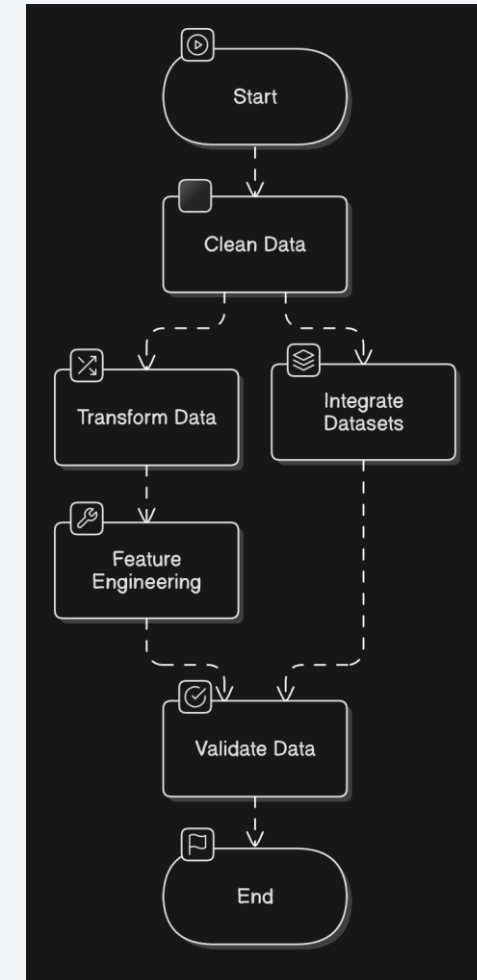 Start
Clean Data
Transform Data
Integrate
Datasets
Feature
Engineering
Validate Data
End